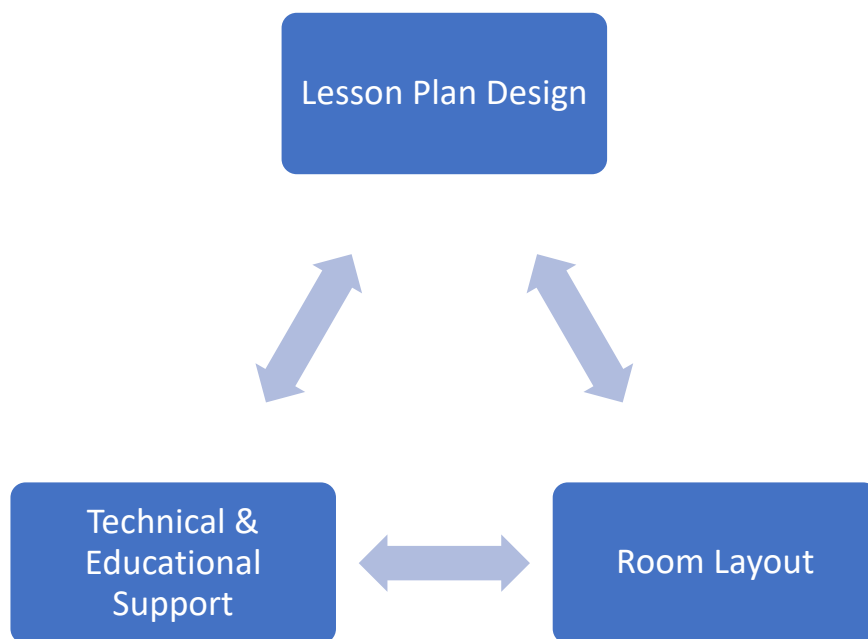 Lesson Plan Design
Technical &
Educational
Support
Room Layout